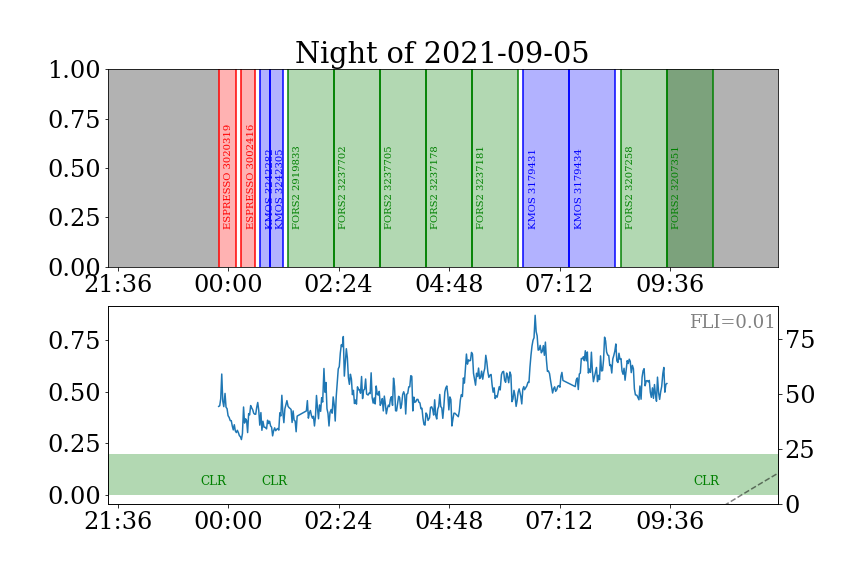 Night of 2021-09-05
1.00
0.75
0.50
0.25
0.00
ESPRESSO 3020319
ESPRESSO 3002416
KMOS 3242282
KMOS 3242305
FORS2 2919833
FORS2 3237702
FORS2 3237705
FORS2 3237178
FORS2 3237181
KMOS 3179431
KMOS 3179434
FORS2 3207258
FORS2 3207351
21:36 00:00 02:24 04:48 07:12 09:36
FLI=0.01
0.75
0.50
0.25
0.00
75
50
25
0
CLR CLR CLR
21:36 00:00 02:24 04:48 07:12 09:36